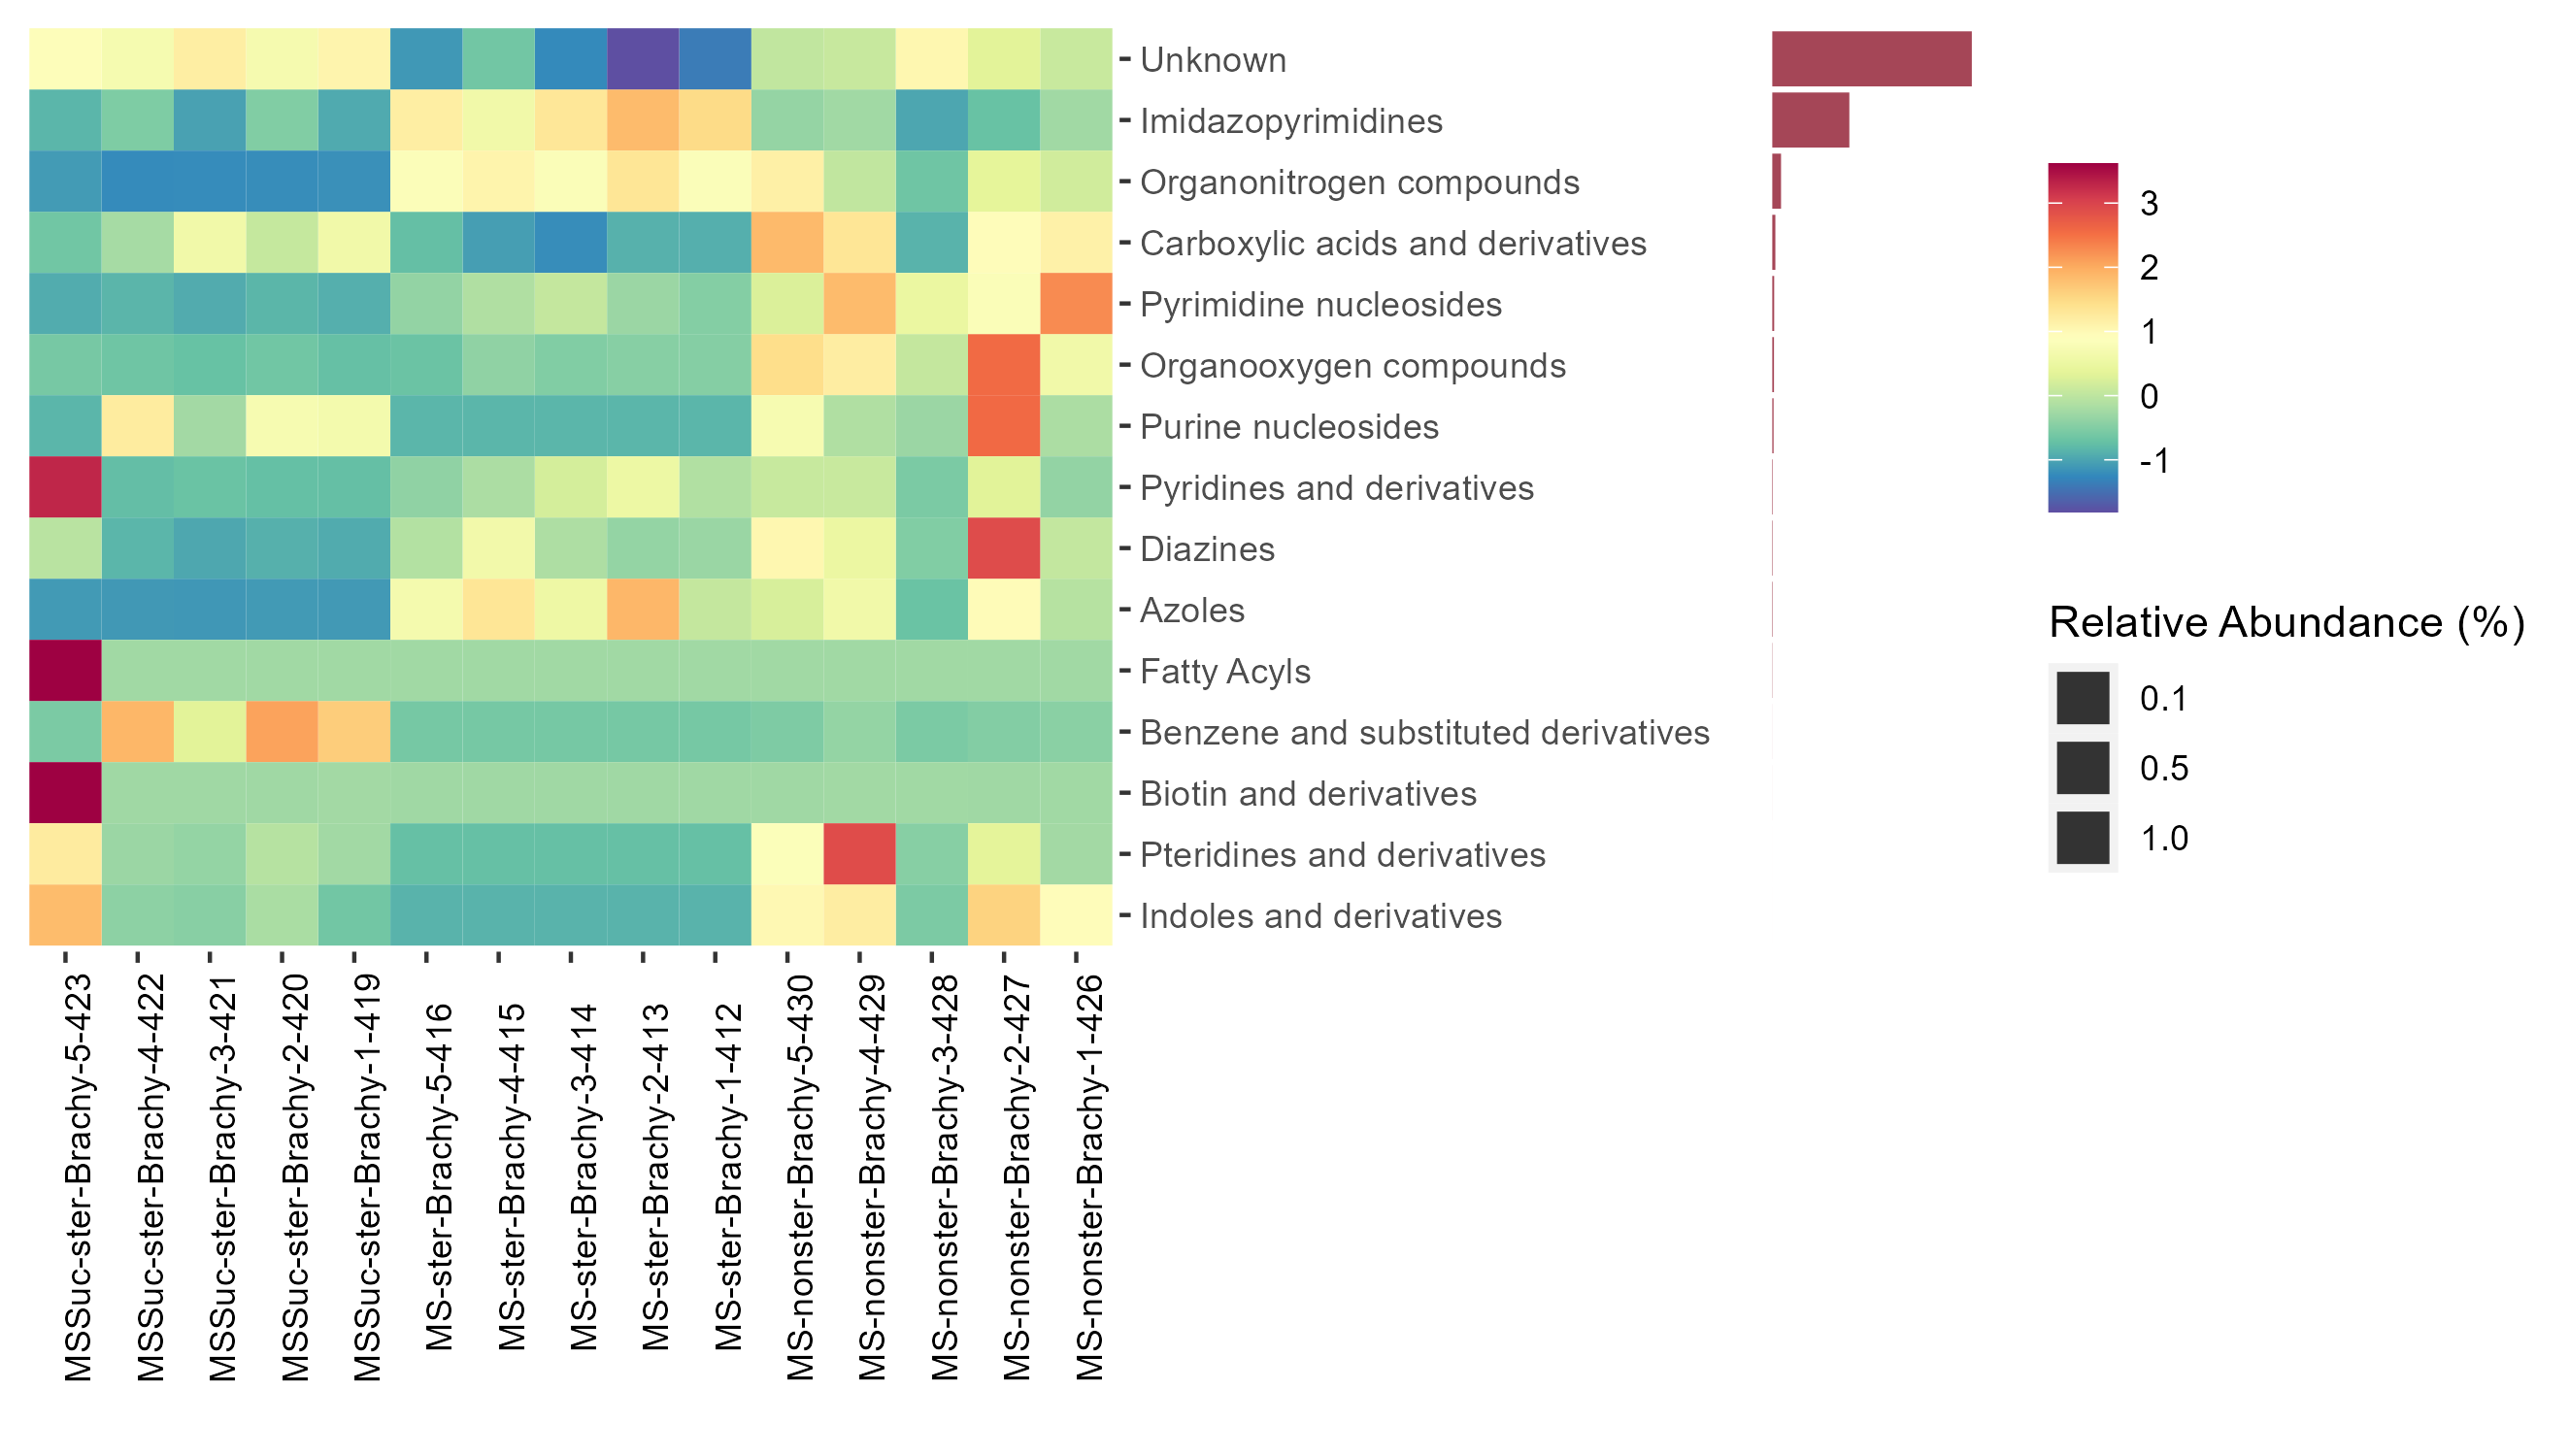 Unknown
Imidazopyrimidines
Organonitrogen compounds
Carboxylic acids and derivatives
Pyrimidine nucleosides
Organooxygen compounds
Purine nucleosides
Pyridines and derivatives
Diazines
Azoles
Fatty Acyls
Benzene and substituted derivatives
Biotin and derivatives
Pteridines and derivatives
Indoles and derivatives
MSSuc-ster-Brachy-5-423
MSSuc-ster-Brachy-4-422
MSSuc-ster-Brachy-3-421
MSSuc-ster-Brachy-2-420
MSSuc-ster-Brachy-1-419
MS-ster-Brachy-5-416
MS-ster-Brachy-4-415
MS-ster-Brachy-3-414
MS-ster-Brachy-2-413
MS-ster-Brachy-1-412
MS-nonster-Brachy-5-430
MS-nonster-Brachy-4-429
MS-nonster-Brachy-3-428
MS-nonster-Brachy-2-427
MS-nonster-Brachy-1-426
3
2
1
0
-1
Relative Abundance (%)
0.1
0.5
1.0